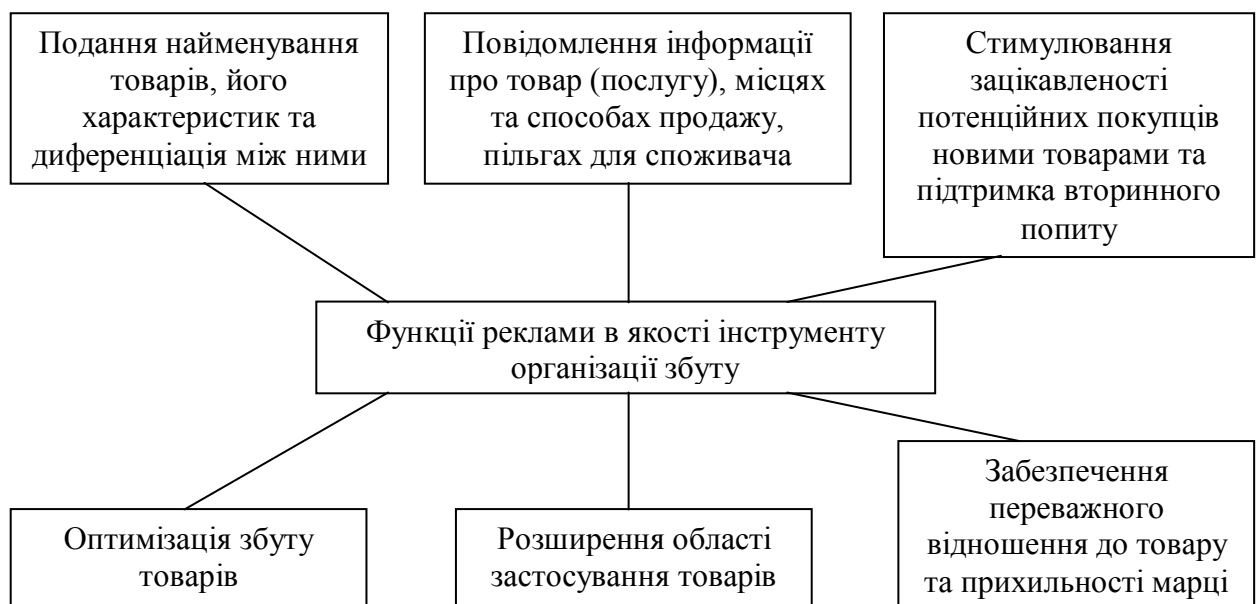 Подання найменування
товарів, його
характеристик та
диференціація між ними
Повідомлення інформації
про товар (послугу), місцях
та способах продажу,
пільгах для споживача
Стимулювання
зацікавленості
потенційних покупців
новими товарами та
підтримка вторинного
попиту
Функції реклами в якості інструменту
організації збуту
Оптимізація збуту
товарів
Розширення області
застосування товарів
Забезпечення
переважного
відношення до товару
та прихильності марці